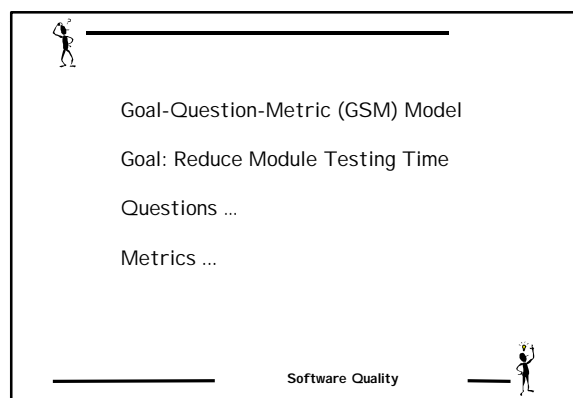 Goal-Question-Metric (GSM) Model
Goal: Reduce Module Testing Time
Questions ...
Metrics ...
Software Quality